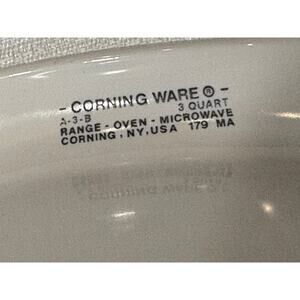 - CORNING WARE ® -
A-3-B 3 QUART
RANGE - OVEN - MICROWAVE
CORNING , NY, USA 179 MA